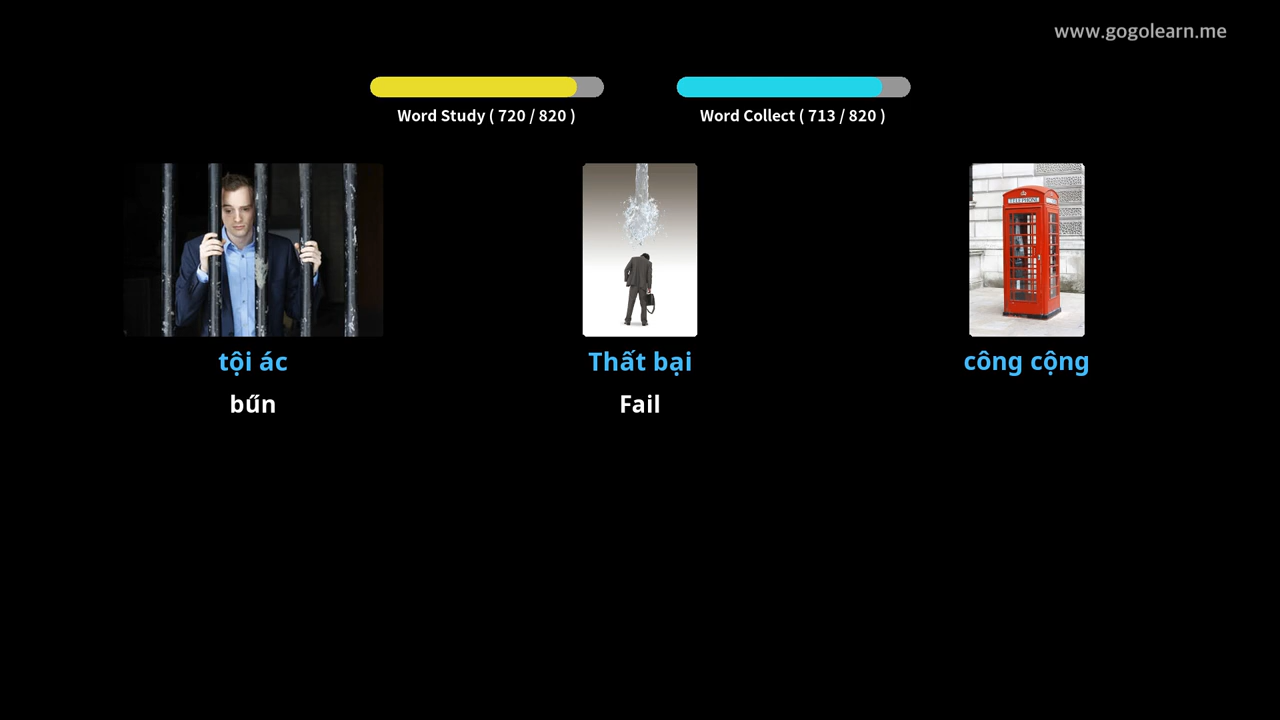 www.gogolearn.me
Word Study ( 720 / 820 )
Word Collect ( 713 / 820 )
TELEPHONE
tội ác
Thất bại
công cộng
bűn
Fail